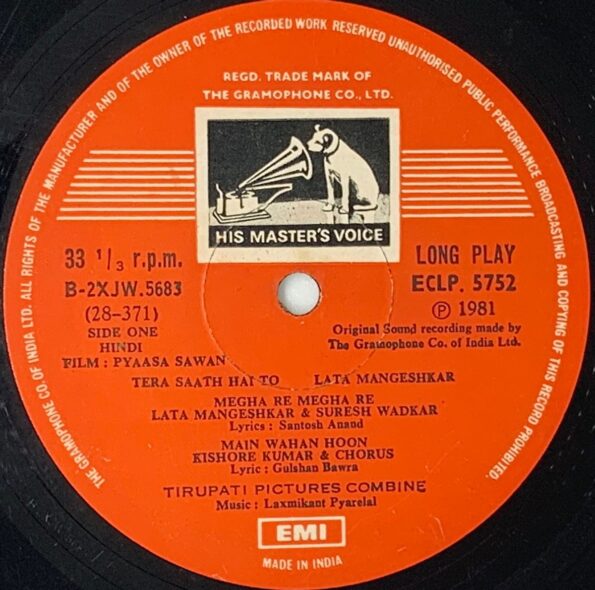 ALL RIGHTS OF THE MANUFACTURER AND OF THE OWNER OF THE RECORDED WORK RESERVED UNAUTHORISED PUBLIC PERFORMANCE BROADCASTING AND COPYING OF THIS RECORD PROHIBITED.
THE GRAMOPHONE CO. OF INDIA LTD.
REGD. TRADE MARK OF
THE GRAMOPHONE CO., LTD.
HIS MASTER'S VOICE
33 1/3 r.p.m.
B-2XJW.5683
(28-371)
SIDE ONE
HINDI
FILM : PYAASA SAWAN
LONG PLAY
ECLP. 5752
Ⓟ 1981
Original Sound recording made by
The Gramophone Co. of India Ltd.
TERA SAATH HAI TO LATA MANGESHKAR
MEGHA RE MEGHA RE
LATA MANGESHKAR & SURESH WADKAR
Lyrics : Santosh Anand
MAIN WAHAN HOON
KISHORE KUMAR & CHORUS
Lyric : Gulshan Bawra
TIRUPATI PICTURES COMBINE
Music : Laxmikant Pyarelal
EMI
MADE IN INDIA